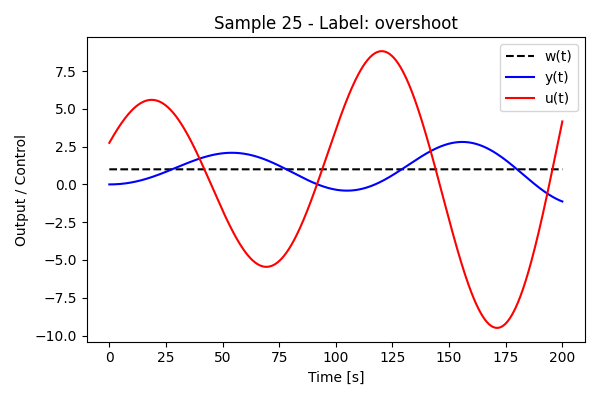 Sample 25 - Label: overshoot
w(t)
y(t)
u(t)
Output / Control
7.5
5.0
2.5
0.0
−2.5
−5.0
−7.5
−10.0
0 25 50 75 100 125 150 175 200
Time [s]